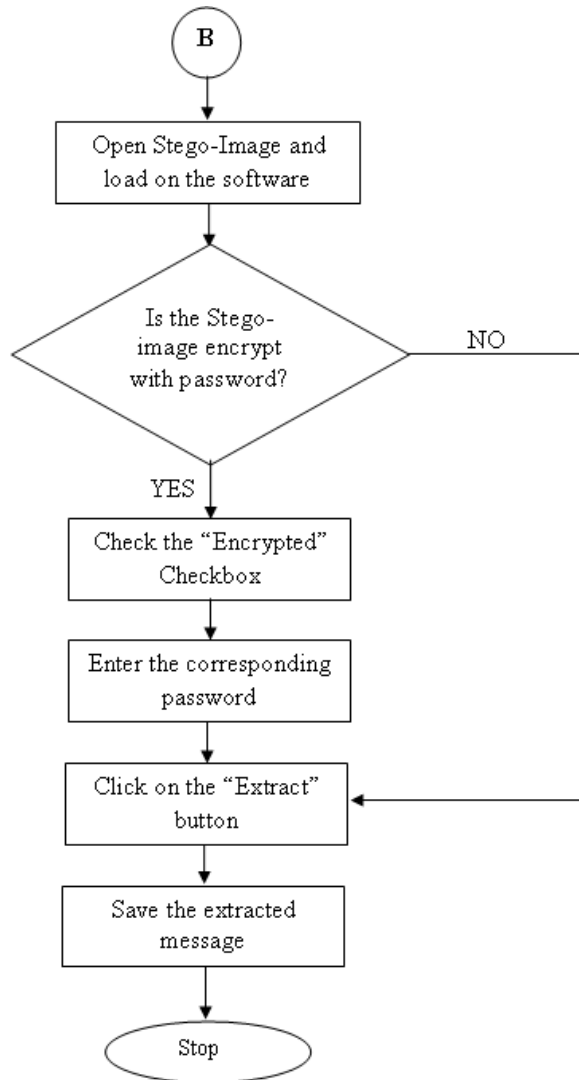 B
Open Stego-Image and
load on the software
Is the Stego-
image encrypt
with password?
NO
YES
Check the “Encrypted”
Checkbox
Enter the corresponding
password
Click on the “Extract”
button
Save the extracted
message
Stop